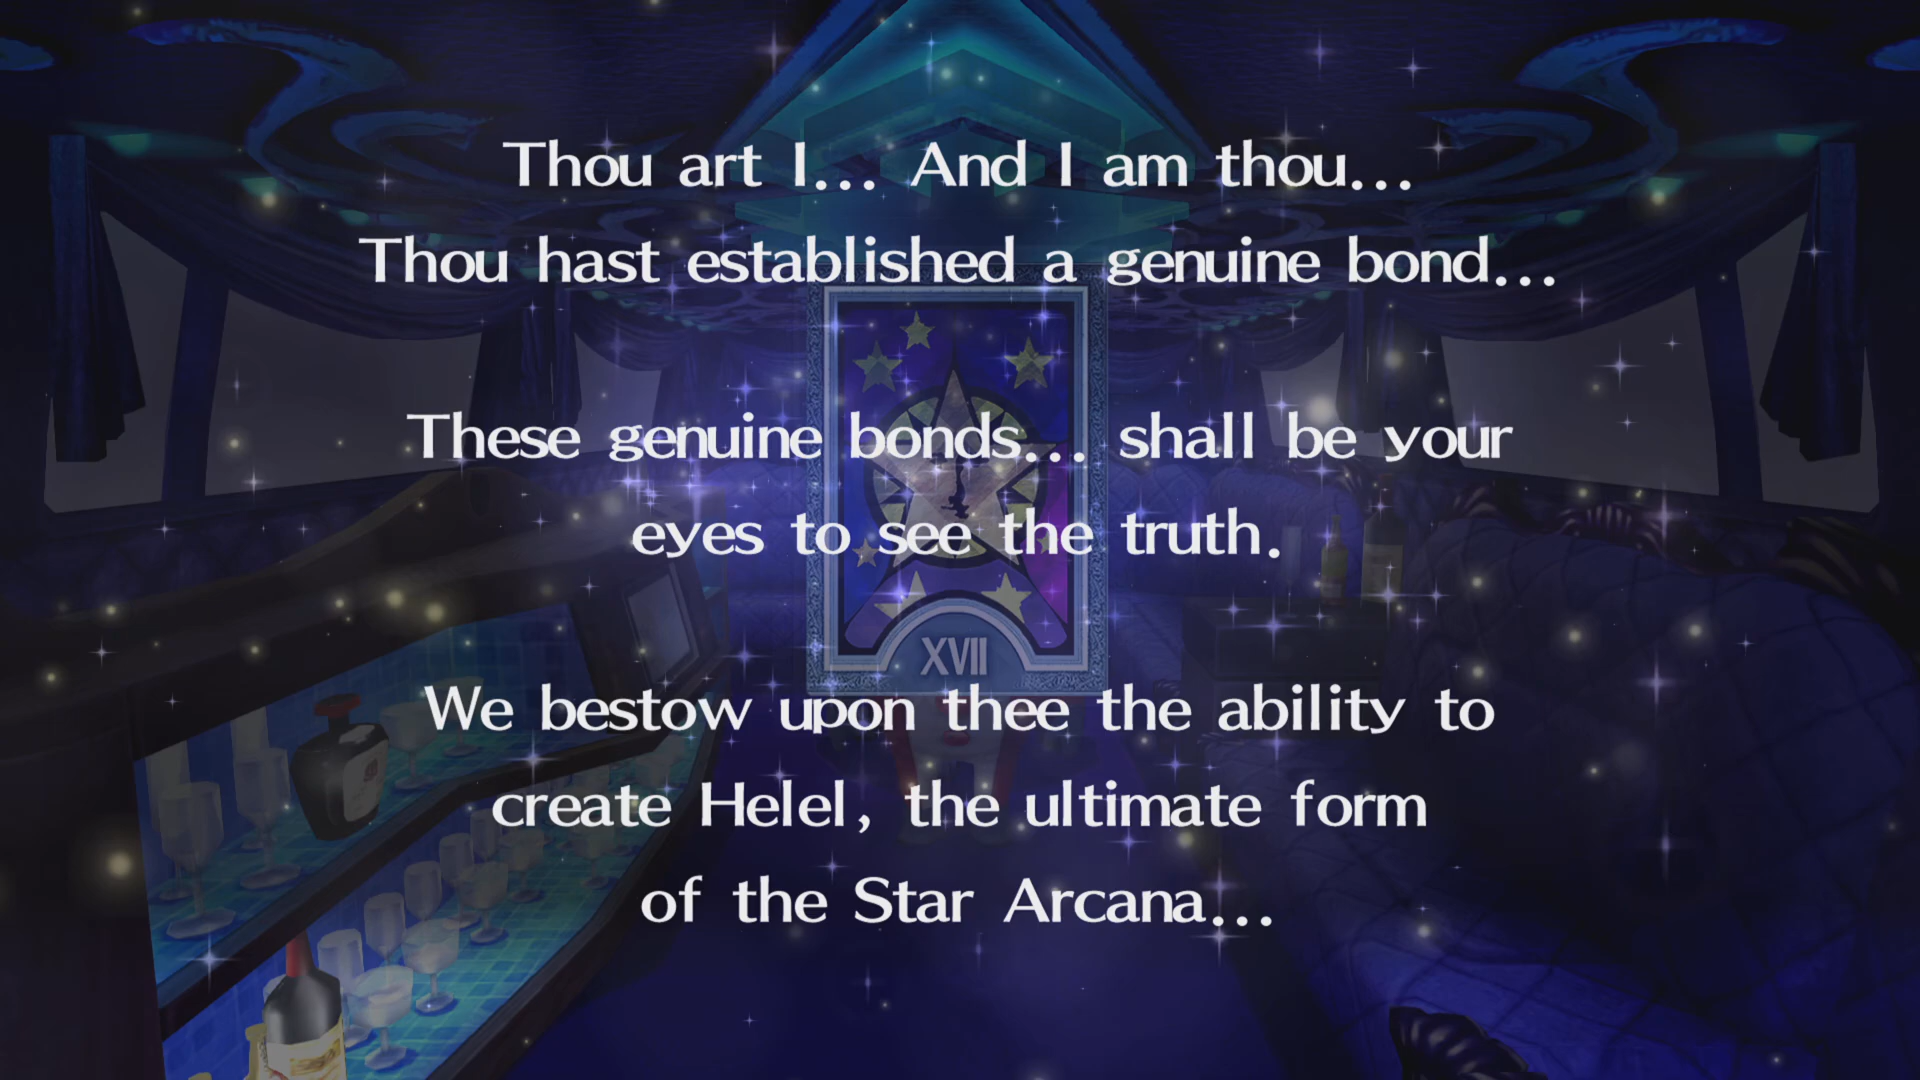 Thou art I... And I am thou...
Thou hast established a genuine bond...
These genuine bonds... shall be your
eyes to see the truth.
XVII
We bestow upon thee the ability to
create Helel, the ultimate form
of the Star Arcana...